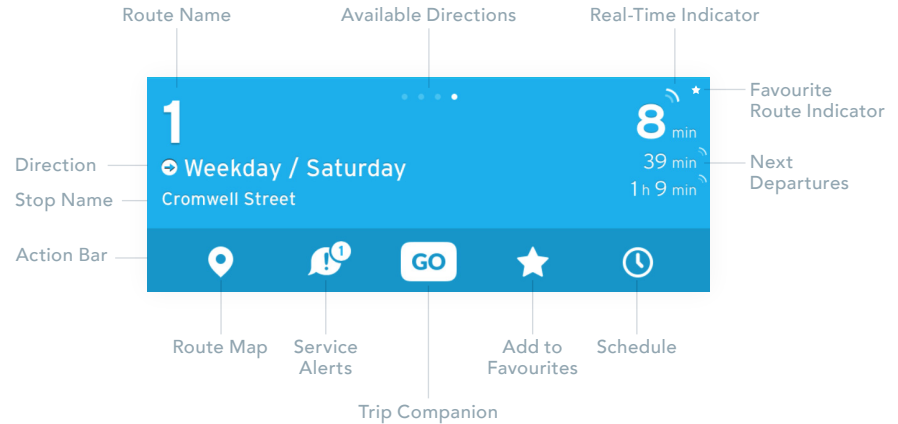 Route Name
Available Directions
Real-Time Indicator
1
8 min
Favourite
Route Indicator
Direction
Weekday / Saturday
39 min
Next
Departures
Stop Name
Cromwell Street
1 h 9 min
Action Bar
! 1
GO
Route Map
Service
Alerts
Add to
Favourites
Schedule
Trip Companion